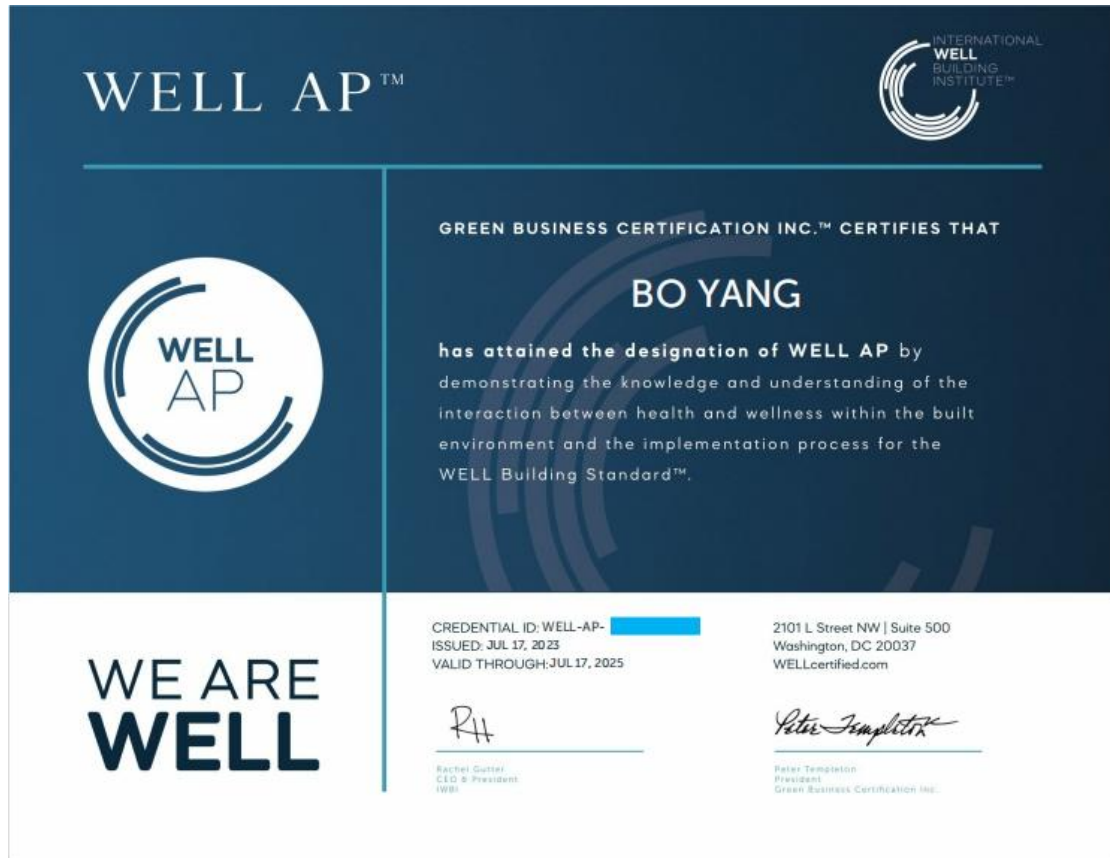 WELL AP™
INTERNATIONAL
WELL
BUILDING
INSTITUTE™
GREEN BUSINESS CERTIFICATION INC.™ CERTIFIES THAT
BO YANG
has attained the designation of WELL AP by
demonstrating the knowledge and understanding of the
interaction between health and wellness within the built
environment and the implementation process for the
WELL Building Standard™.
WELL
AP
WE ARE
WELL
CREDENTIAL ID: WELL-AP-
ISSUED: JUL 17, 2023
VALID THROUGH: JUL 17, 2025
2101 L Street NW | Suite 500
Washington, DC 20037
WELLcertified.com
RH
Rachel Gutter
CEO & President
IWBI
Peter Templeton
Peter Templeton
President
Green Business Certification Inc.